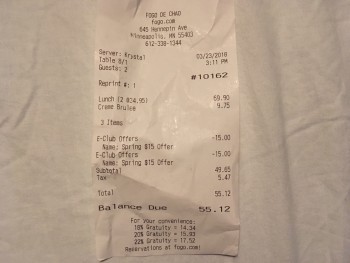 FOGO DE CHAO
fogo.com
645 Hennepin Ave
Minneapolis, MN 55403
612-338-1344
Server: Krystal
03/23/2018
Table 8/1
3:11 PM
Guests: 2
#10162
Reprint #: 1
Lunch (2 @34.95) 69.90
Creme Brulee 9.75
3 Items
E-Club Offers -15.00
Name: Spring $15 Offer
E-Club Offers -15.00
Name: Spring $15 Offer
Subtotal 49.65
Tax 5.47
Total 55.12
Balance Due 55.12
For your convenience:
18% Gratuity = 14.34
20% Gratuity = 15.93
22% Gratuity = 17.52
Reservations at fogo.com!